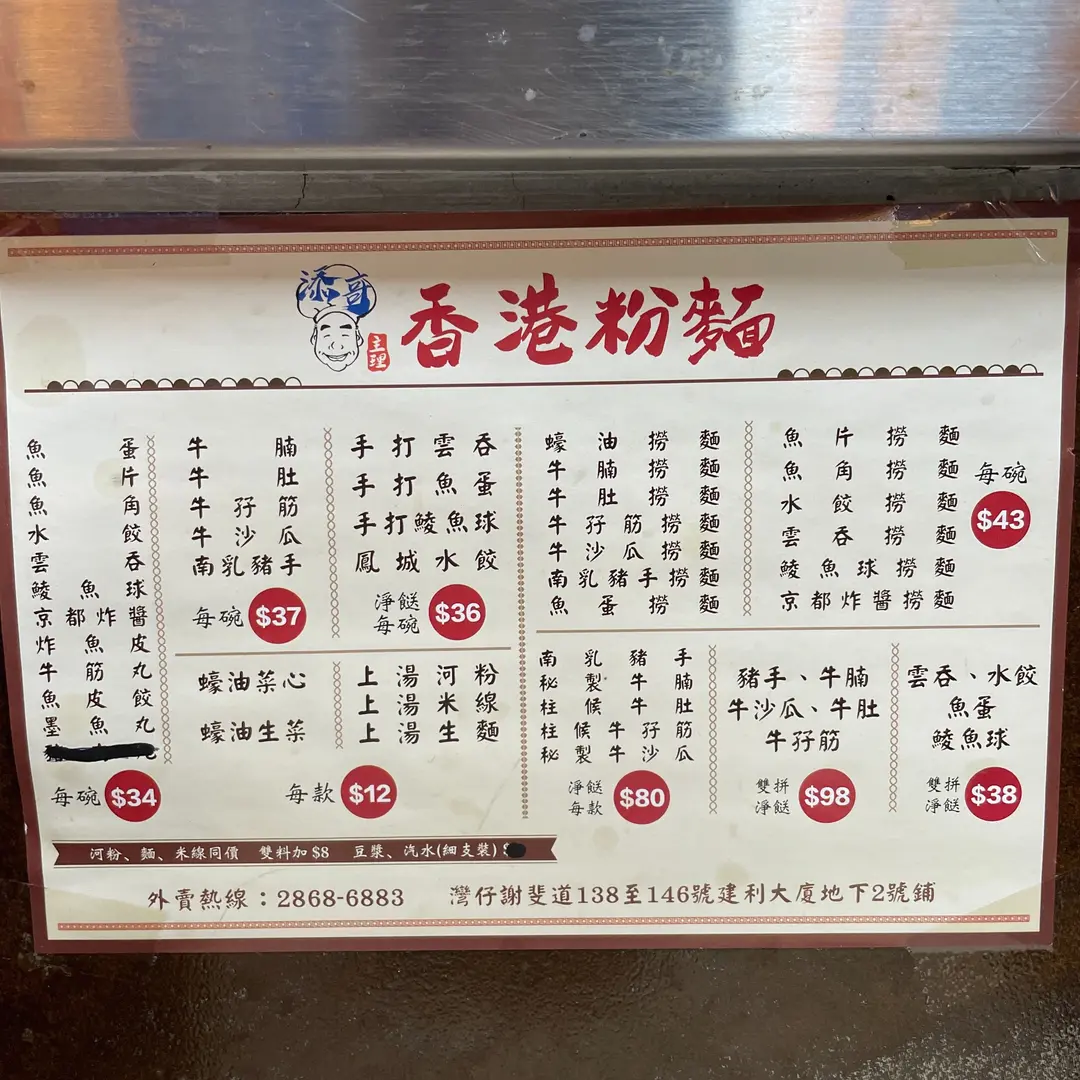 添哥
主理
香港粉麵
魚蛋
魚片
魚角
水餃
雲吞
鯪魚球
京都炸醬
炸魚皮
牛筋丸
魚皮餃
墨魚丸
每碗 $34
牛腩
牛肚
牛孖筋
牛沙瓜
南乳豬手
每碗 $37
手打雲吞
手打魚蛋
手打鯪魚球
鳳城水餃
淨餸
每碗 $36
蠔油菜心
蠔油生菜
上湯河粉
上湯米線
上湯生麵
每款 $12
蠔油撈麵
牛腩撈麵
牛肚撈麵
牛孖筋撈麵
牛沙瓜撈麵
南乳豬手撈麵
魚蛋撈麵
魚片撈麵
魚角撈麵
水餃撈麵
雲吞撈麵
鯪魚球撈麵
京都炸醬撈麵
每碗
$43
南乳豬手
秘製牛腩
柱候牛肚
柱候牛孖筋
秘製牛沙瓜
淨餸
每款 $80
豬手、牛腩
牛沙瓜、牛肚
牛孖筋
雙拼
淨餸 $98
雲吞、水餃
魚蛋
鯪魚球
雙拼
淨餸 $38
河粉、麵、米線同價 雙料加 $8 豆漿、汽水(細支裝)
外賣熱線：2868-6883 灣仔謝斐道138至146號建利大廈地下2號鋪